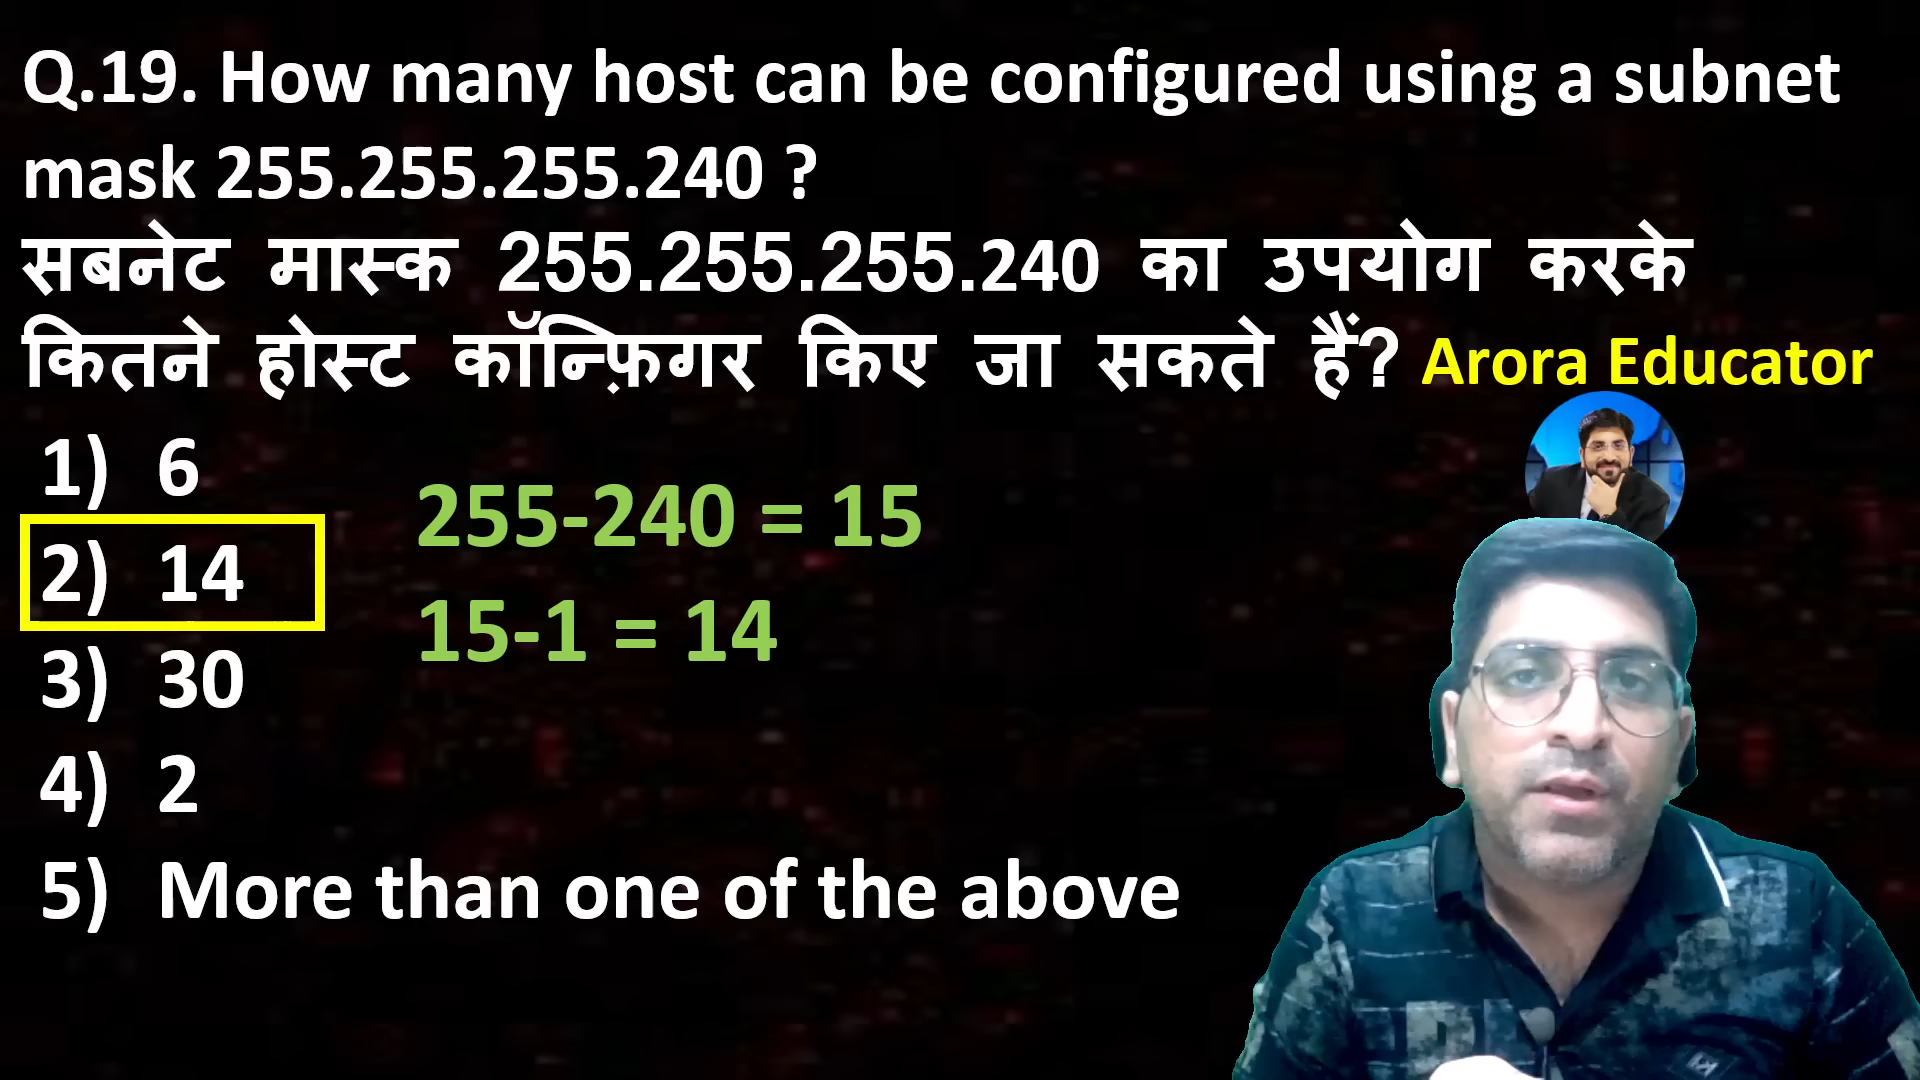 Q.19. How many host can be configured using a subnet
mask 255.255.255.240 ?
सबनेट मास्क 255.255.255.240 का उपयोग करके
कितने होस्ट कॉन्फ़िगर किए जा सकते हैं? Arora Educator
1) 6
255-240 = 15
2) 14
15-1 = 14
3) 30
4) 2
5) More than one of the above